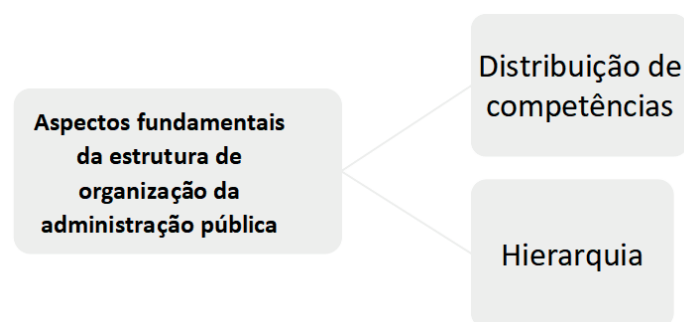 Aspectos fundamentais
da estrutura de
organização da
administração pública
Distribuição de
competências
Hierarquia